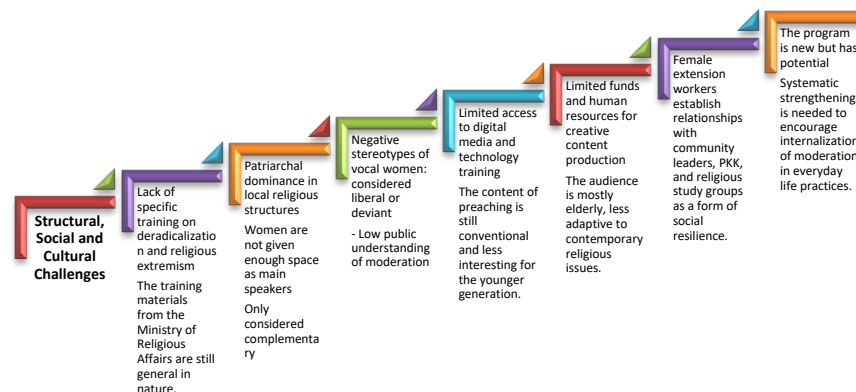 Structural,
Social and
Cultural
Challenges
Lack of
specific
training on
deradicalizatio
n and religious
extremism
The training
materials
from the
Ministry of
Religious
Affairs are still
general in
nature.
Patriarchal
dominance in
local religious
structures
Women are
not given
enough space
as main
speakers
Only
considered
complementa
ry
Negative
stereotypes of
vocal women:
considered
liberal or
deviant
- Low public
understanding
of moderation
Limited access
to digital
media and
technology
training
The content of
preaching is
still
conventional
and less
interesting for
the younger
generation.
Limited funds
and human
resources for
creative
content
production
The audience
is mostly
elderly, less
adaptive to
contemporary
religious
issues.
Female
extension
workers
establish
relationships
with
community
leaders, PKK,
and religious
study groups
as a form of
social
resilience.
The program
is new but has
potential
Systematic
strengthening
is needed to
encourage
internalization
of moderation
in everyday
life practices.